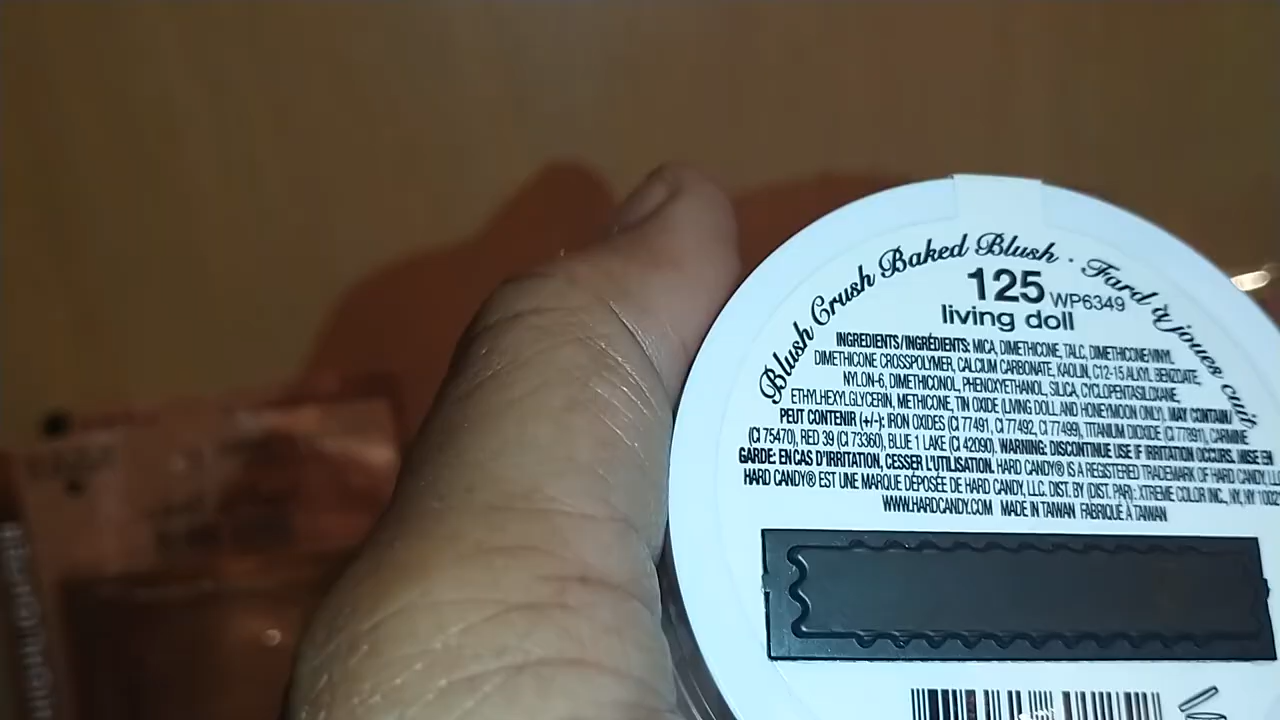 Blush Crush Baked Blush · Fard à joues cuit
125 WP6349
living doll
INGREDIENTS/INGRÉDIENTS: MICA, DIMETHICONE, TALC, DIMETHICONE/VINYL
DIMETHICONE CROSSPOLYMER, CALCIUM CARBONATE, KAOLIN, C12-15 ALKYL BENZOATE,
NYLON-6, DIMETHICONOL, PHENOXYETHANOL, SILICA, CYCLOPENTASILOXANE,
ETHYLHEXYLGLYCERIN, METHICONE, TIN OXIDE (LIVING DOLL AND HONEYMOON ONLY). MAY CONTAIN/
PEUT CONTENIR (+/-): IRON OXIDES (CI 77491, CI 77492, CI 77499), TITANIUM DIOXIDE (CI 77891), CARMINE
(CI 75470), RED 39 (CI 73360), BLUE 1 LAKE (CI 42090). WARNING: DISCONTINUE USE IF IRRITATION OCCURS. MISE EN
GARDE: EN CAS D'IRRITATION, CESSER L'UTILISATION. HARD CANDY® IS A REGISTERED TRADEMARK OF HARD CANDY, LLC
HARD CANDY® EST UNE MARQUE DÉPOSÉE DE HARD CANDY, LLC. DIST. BY (DIST. PAR): XTREME COLOR INC., NY, NY
WWW.HARDCANDY.COM MADE IN TAIWAN FABRIQUÉ À TAIWAN